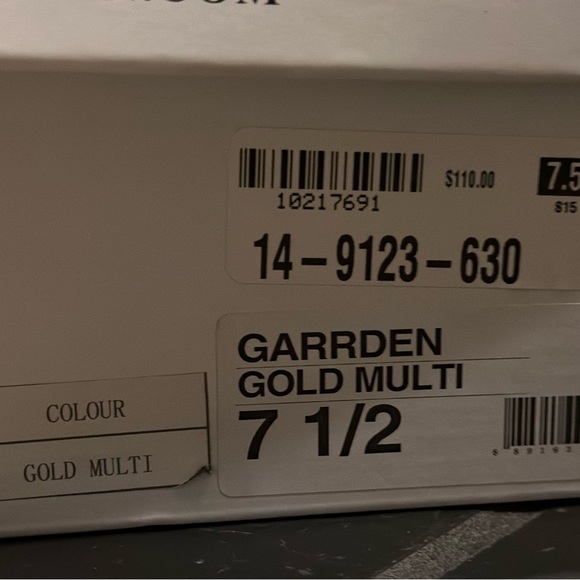 $110.00
7.5
10217691
$15
14-9123-630
GARRDEN
GOLD MULTI
7 1/2
COLOUR
GOLD MULTI